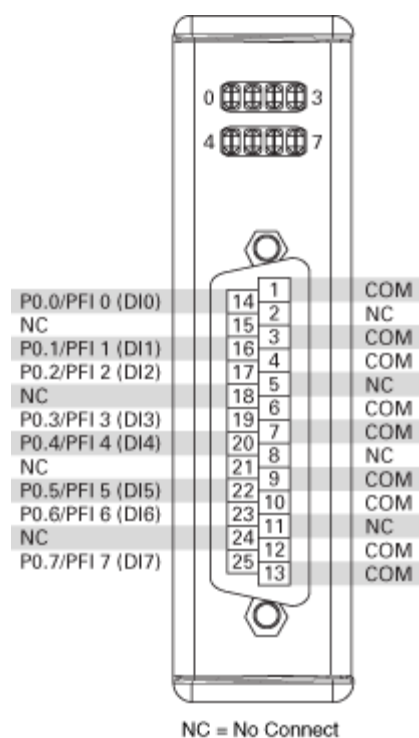 0 3
4 7
1 COM
P0.0/PFI 0 (DI0) 14
2 NC
NC 15
3 COM
P0.1/PFI 1 (DI1) 16
4 COM
P0.2/PFI 2 (DI2) 17
5 NC
NC 18
6 COM
P0.3/PFI 3 (DI3) 19
7 COM
P0.4/PFI 4 (DI4) 20
8 NC
NC 21
9 COM
P0.5/PFI 5 (DI5) 22
10 COM
P0.6/PFI 6 (DI6) 23
11 NC
NC 24
12 COM
P0.7/PFI 7 (DI7) 25
13 COM
NC = No Connect